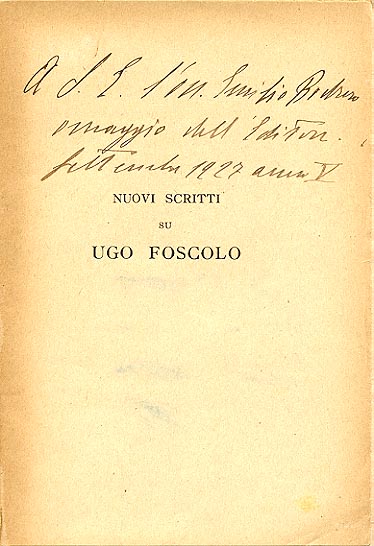 A S. E. l'on. Emilio Bodrero
omaggio dell'Editore.
Settembre 1927 anno V
NUOVI SCRITTI
SU
UGO FOSCOLO